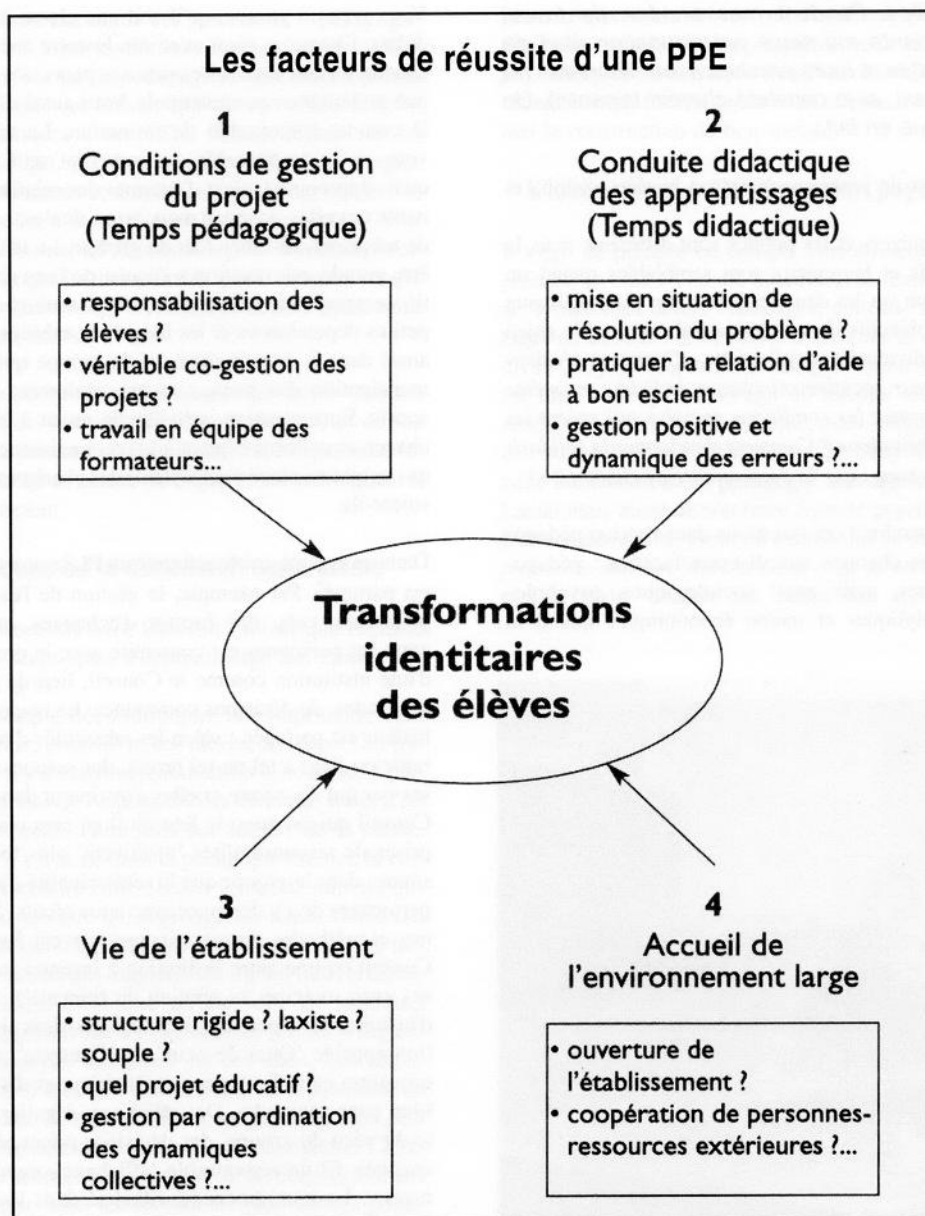 Les facteurs de réussite d'une PPE
1
Conditions de gestion
du projet
(Temps pédagogique)
• responsabilisation des
élèves ?
• véritable co-gestion des
projets ?
• travail en équipe des
formateurs...
2
Conduite didactique
des apprentissages
(Temps didactique)
• mise en situation de
résolution du problème ?
• pratiquer la relation d'aide
à bon escient.
• gestion positive et
dynamique des erreurs ?...
Transformations
identitaires
des élèves
3
Vie de l'établissement
• structure rigide ? laxiste ?
souple ?
• quel projet éducatif :
gestion par coordination
des dynamiques
collectives ?...
4
Accueil de
l'environnement large
• ouverture de
l'établissement ?
• coopération de personnes-
ressources extérieures ?...